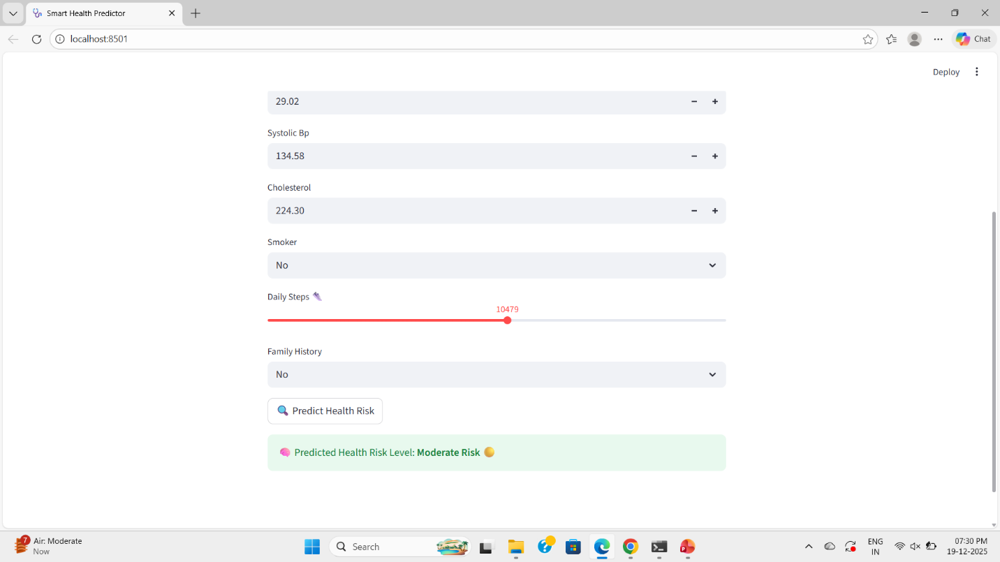 Smart Health Predictor
localhost:8501
Chat
Deploy
29.02
Systolic Bp
134.58
Cholesterol
224.30
Smoker
No
Daily Steps
10479
Family History
No
Predict Health Risk
Predicted Health Risk Level: Moderate Risk
7
Air: Moderate
Now
Search
ENG
IN
07:30 PM
19-12-2025